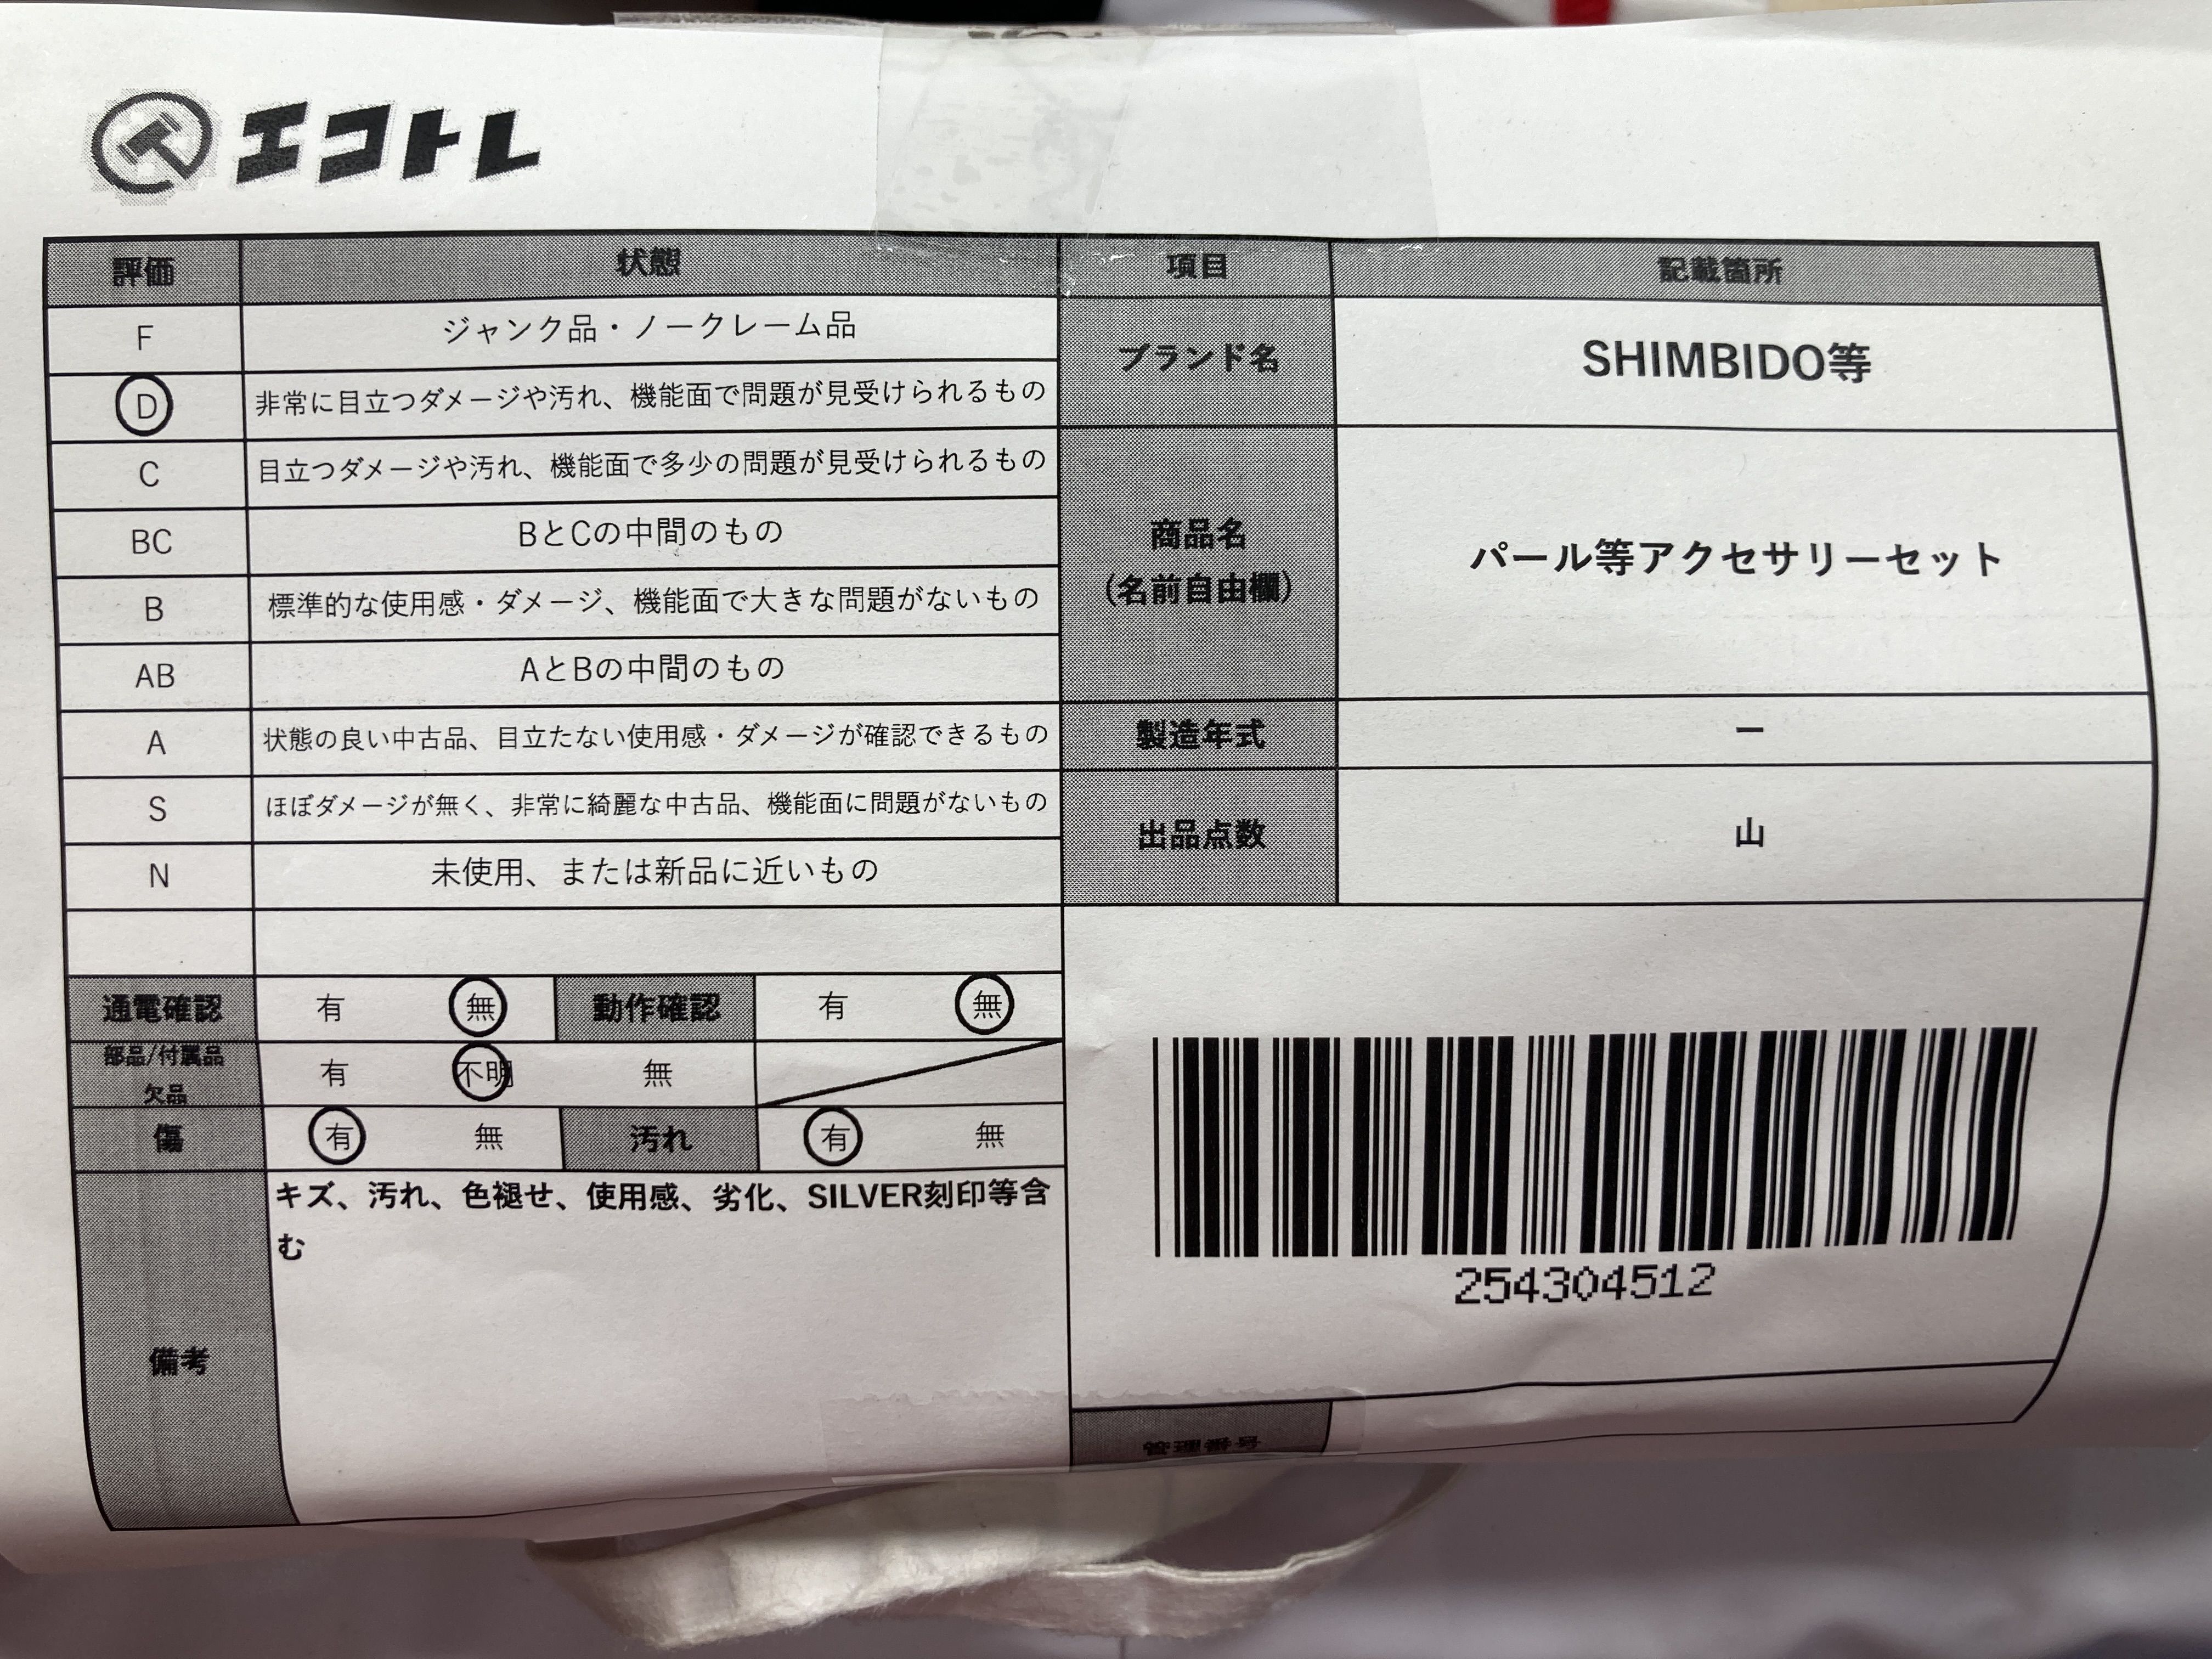 エコトレ
評価 状態 項目 記載箇所
F ジャンク品・ノークレーム品
D 非常に目立つダメージや汚れ、機能面で問題が見受けられるもの
C 目立つダメージや汚れ、機能面で多少の問題が見受けられるもの
BC BとCの中間のもの
B 標準的な使用感・ダメージ、機能面で大きな問題がないもの
AB AとBの中間のもの
A 状態の良い中古品、目立たない使用感・ダメージが確認できるもの
S ほぼダメージが無く、非常に綺麗な中古品、機能面に問題がないもの
N 未使用、または新品に近いもの
ブランド名 SHIMBIDO等
商品名
(名前自由欄)
パール等アクセサリーセット
製造年式 ー
出品点数 山
通電確認 有 無 動作確認 有 無
部品/付属品
欠品
有 不明 無
傷 有 無 汚れ 有 無
備考
キズ、汚れ、色褪せ、使用感、劣化、SILVER刻印等含
む
254304512
管理番号